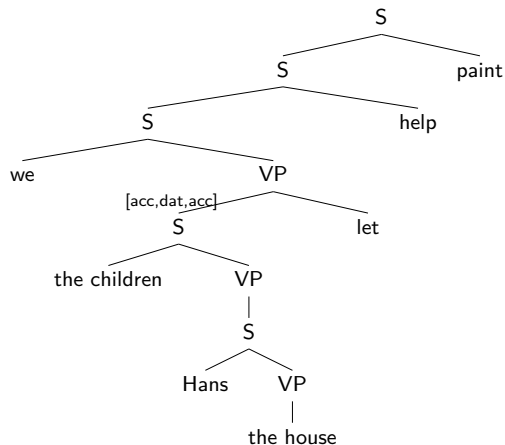 S
S
paint
S
help
we
VP
[acc,dat,acc]
S
let
the children
VP
S
Hans
VP
the house